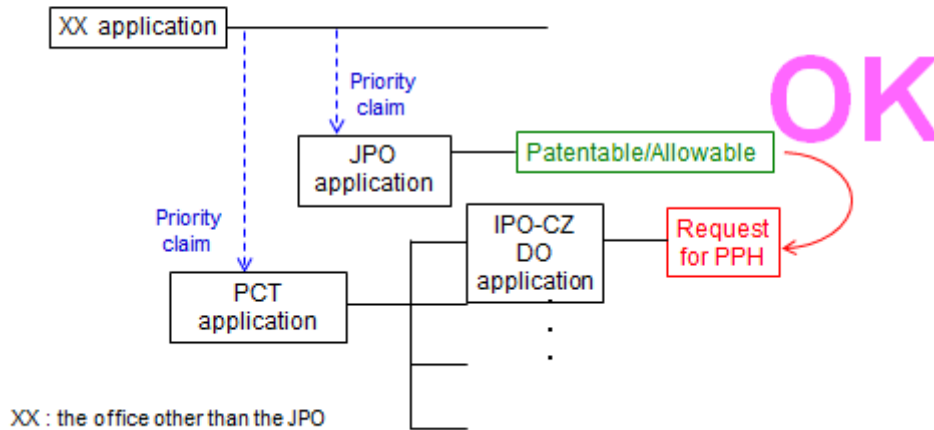 XX application
OK
Priority
claim
JPO
application
Patentable/Allowable
Priority
claim
IPO-CZ
DO
application
Request
for PPH
PCT
application
XX : the office other than the JPO